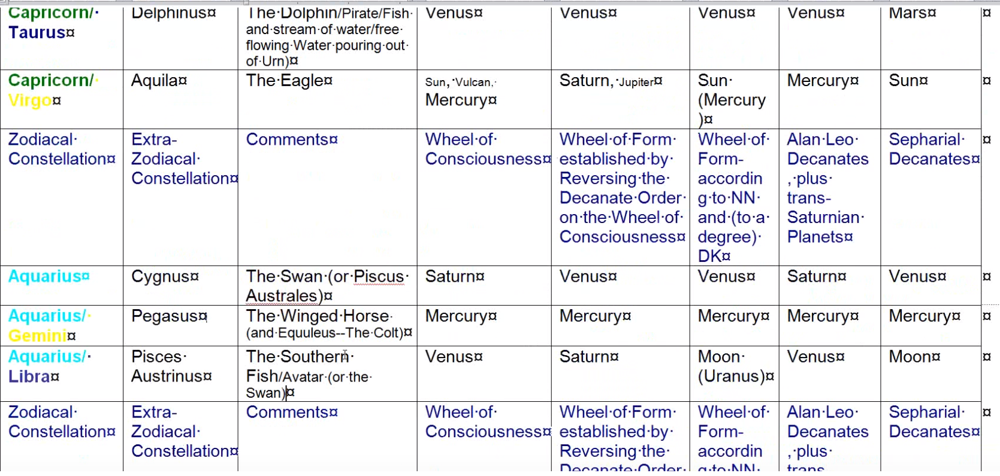 Capricorn/
Taurus
Delphinus
The Dolphin/Pirate/Fish
and stream of water/free
flowing Water pouring out
of Urn)
Venus
Venus
Venus
Venus
Mars
Capricorn/
Virgo
Aquila
The Eagle
Sun, Vulcan,
Mercury
Saturn, Jupiter
Sun
(Mercury
)
Mercury
Sun
Zodiacal
Constellation
Extra-
Zodiacal
Constellation
Comments
Wheel of
Consciousness
Wheel of Form
established by
Reversing the
Decanate Order
on the Wheel of
Consciousness
Wheel of
Form-
accordin
g to NN
and (to a
degree)
DK
Alan Leo
Decanates
, plus
trans-
Saturnian
Planets
Sepharial
Decanates
Aquarius
Cygnus
The Swan (or Piscus
Australes)
Saturn
Venus
Venus
Saturn
Venus
Aquarius/
Gemini
Pegasus
The Winged Horse
(and Equuleus--The Colt)
Mercury
Mercury
Mercury
Mercury
Mercury
Aquarius/
Libra
Pisces
Austrinus
The Southern
Fish/Avatar (or the
Swan)
Venus
Saturn
Moon
(Uranus)
Venus
Moon
Zodiacal
Constellation
Extra-
Zodiacal
Constellation
Comments
Wheel of
Consciousness
Wheel of Form
established by
Reversing the
Decanate Order
Wheel of
Form-
accordin
g to NN
Alan Leo
Decanates
, plus
trans-
Sepharial
Decanates